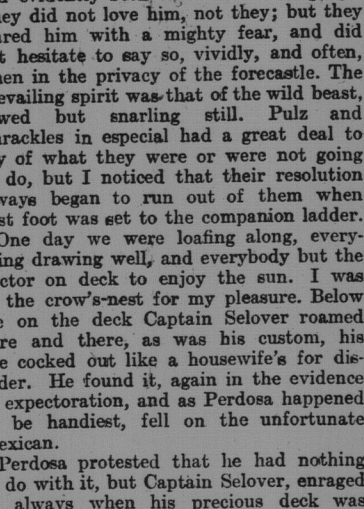 ey did not love him, not they; but they
ared him with a mighty fear, and did
t hesitate to say so, vividly, and often,
hen in the privacy of the forecastle. The
evailing spirit was that of the wild beast,
wed but snarling still. Pulz and
hrackles in especial had a great deal to
y of what they were or were not going
do, but I noticed that their resolution
ways began to run out of them when
st foot was set to the companion ladder.
One day we were loafing along, every-
ing drawing well, and everybody but the
ctor on deck to enjoy the sun. I was
the crow's-nest for my pleasure. Below
e on the deck Captain Selover roamed
re and there, as was his custom, his
e cocked out like a housewife's for dis-
der. He found it, again in the evidence
expectoration, and as Perdosa happened
be handiest, fell on the unfortunate
exican.
Perdosa protested that he had nothing
do with it, but Captain Selover, enraged
always when his precious deck was